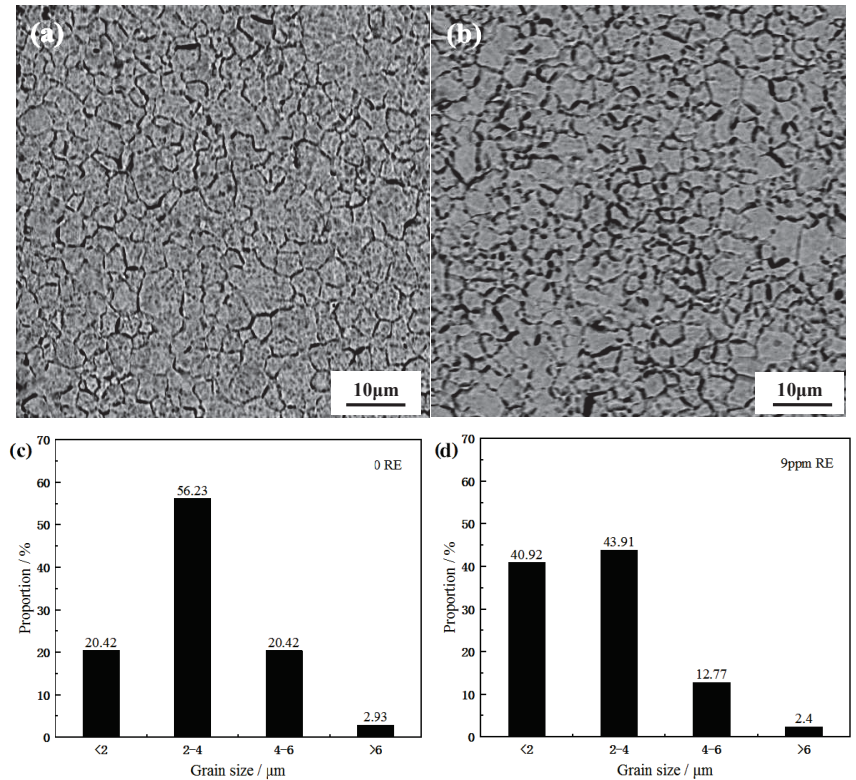 (a)
(b)
10μm
10μm
(c)
0 RE
70
60
50
40
30
20
10
0
Proportion / %
20.42
56.23
20.42
2.93
<2
2-4
4-6
>6
Grain size / μm
(d)
9ppm RE
70
60
50
40
30
20
10
0
Proportion / %
40.92
43.91
12.77
2.4
<2
2-4
4-6
>6
Grain size / μm